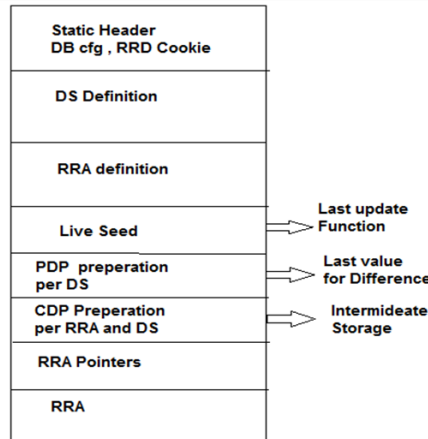 Static Header
DB cfg , RRD Cookie
DS Definition
RRA definition
Live Seed
Last update
Function
PDP preperation
per DS
Last value
for Difference
CDP Preperation
per RRA and DS
Intermideate
Storage
RRA Pointers
RRA